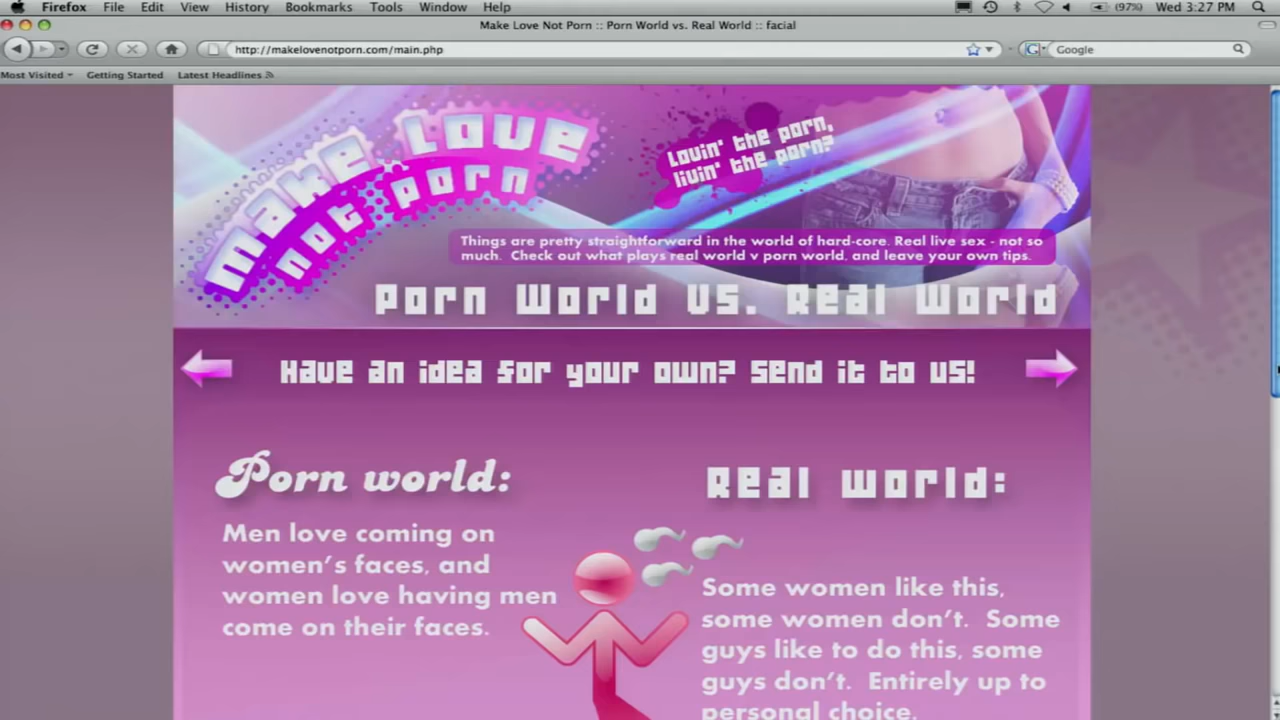 Firefox File Edit View History Bookmarks Tools Window Help (97%) Wed 3:27 PM
Make Love Not Porn :: Porn World vs. Real World :: facial
http://makelovenotporn.com/main.php Google
Most Visited Getting Started Latest Headlines
make love
not porn
Lovin' the porn,
livin' the porn?
Things are pretty straightforward in the world of hard-core. Real live sex - not so
much. Check out what plays real world v porn world, and leave your own tips.
Porn World VS. Real World
Have an idea for your own? Send it to us!
Porn world:
Men love coming on
women's faces, and
women love having men
come on their faces.
Real world:
Some women like this,
some women don't. Some
guys like to do this, some
guys don't. Entirely up to
personal choice.